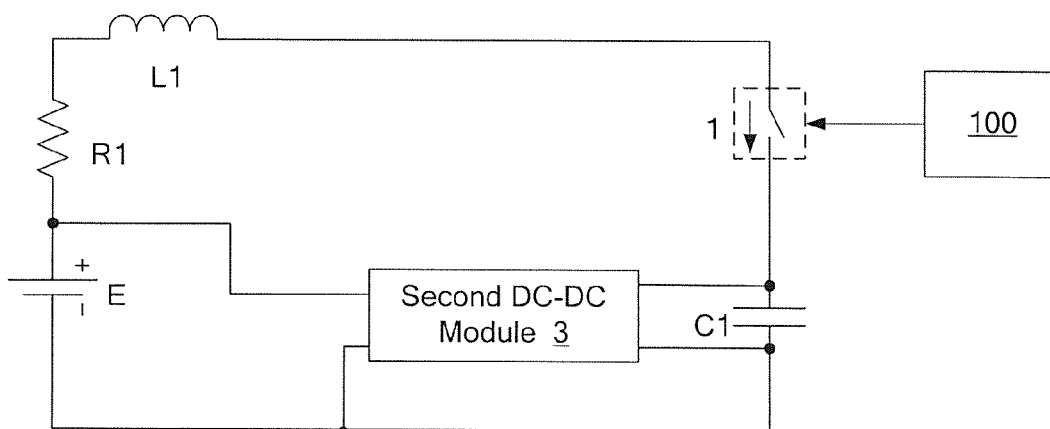 L1
1
100
R1
+
E
-
Second DC-DC
Module 3
C1